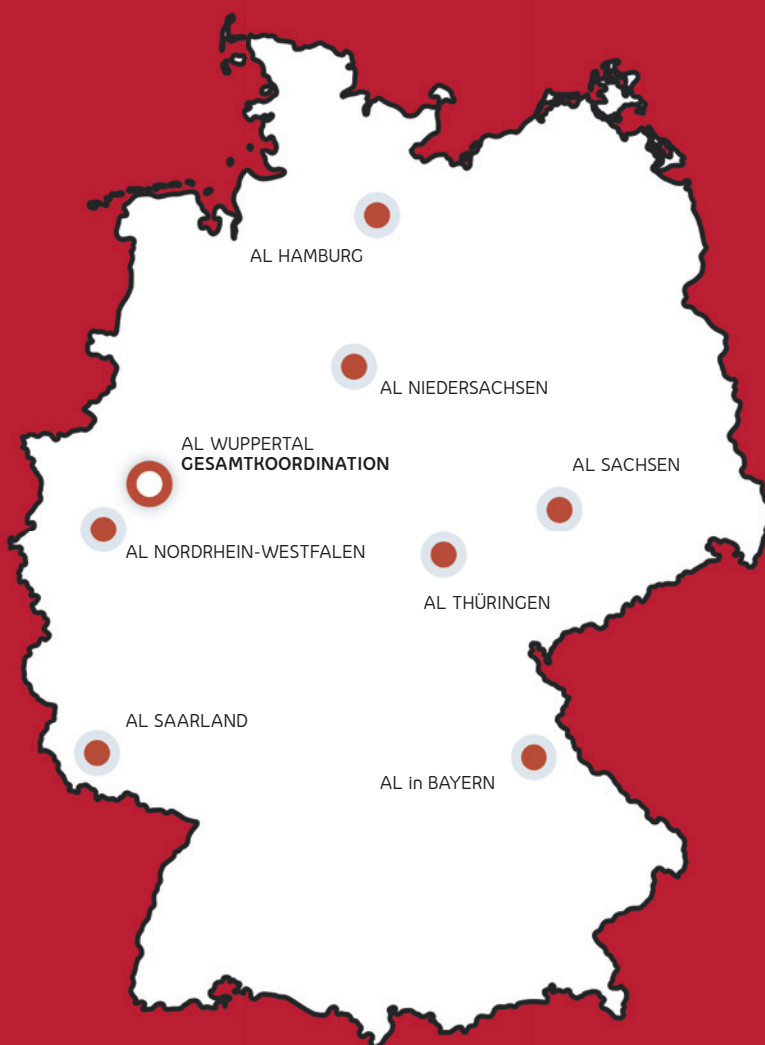 AL HAMBURG
AL NIEDERSACHSEN
AL WUPPERTAL
GESAMTKOORDINATION
AL SACHSEN
AL NORDRHEIN-WESTFALEN
AL THÜRINGEN
AL SAARLAND
AL in BAYERN